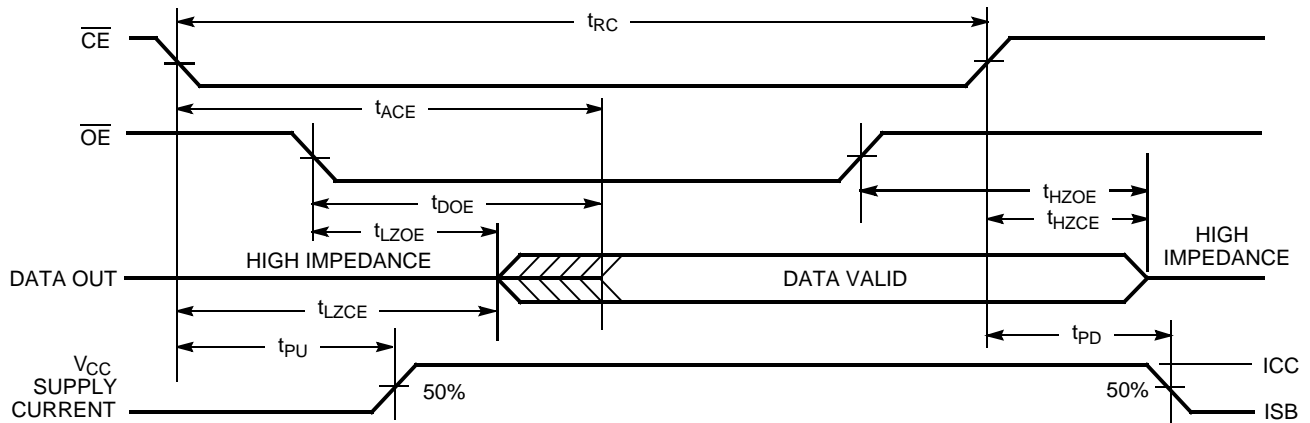 tRC
CE
tACE
OE
tDOE
tHZOE
tLZOE
tHZCE
HIGH IMPEDANCE
HIGH
IMPEDANCE
DATA OUT
DATA VALID
tLZCE
tPU
tPD
VCC
SUPPLY
CURRENT
50%
50%
ICC
ISB